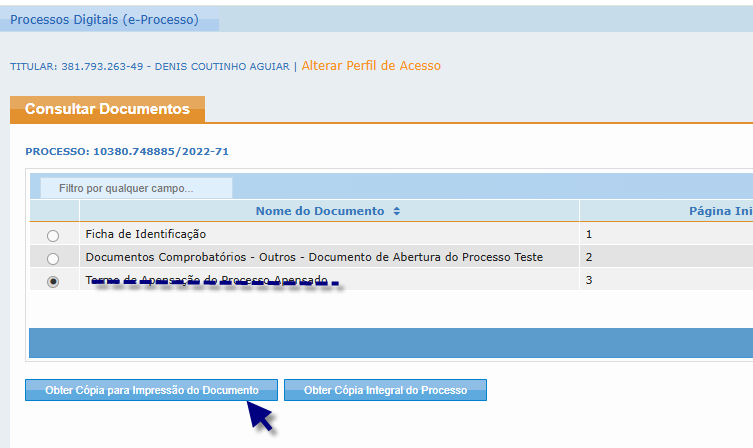 Processos Digitais (e-Processo)
TITULAR: 381.793.263-49 - DENIS COUTINHO AGUIAR | Alterar Perfil de Acesso
Consultar Documentos
PROCESSO: 10380.748885/2022-71
Filtro por qualquer campo...
Nome do Documento Página Ini
Ficha de Identificação 1
Documentos Comprobatórios - Outros - Documento de Abertura do Processo Teste 2
Termo de Apensação do Processo Apensado 3
Obter Cópia para Impressão do Documento Obter Cópia Integral do Processo